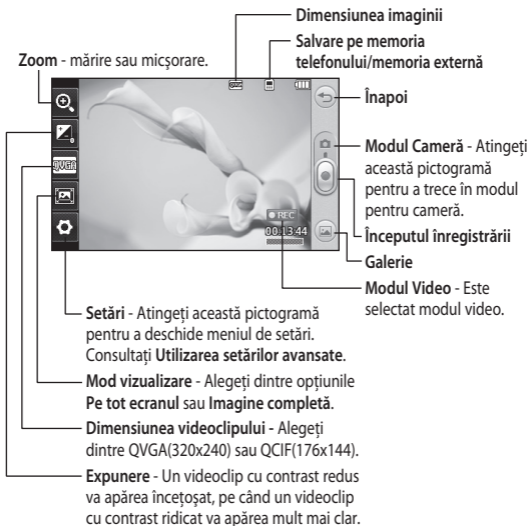 Dimensiunea imaginii
Salvare pe memoria
telefonului/memoria externă
Zoom - mărire sau micşorare.
Înapoi
Modul Cameră - Atingeţi
această pictogramă
pentru a trece în modul
pentru cameră.
Începutul înregistrării
Galerie
Modul Video - Este
selectat modul video.
QVGA
REC
00:13:44
Setări - Atingeţi această pictogramă
pentru a deschide meniul de setări.
Consultaţi Utilizarea setărilor avansate.
Mod vizualizare - Alegeţi dintre opţiunile
Pe tot ecranul sau Imagine completă.
Dimensiunea videoclipului - Alegeţi
dintre QVGA(320x240) sau QCIF(176x144).
Expunere - Un videoclip cu contrast redus
va apărea înceţoşat, pe când un videoclip
cu contrast ridicat va apărea mult mai clar.